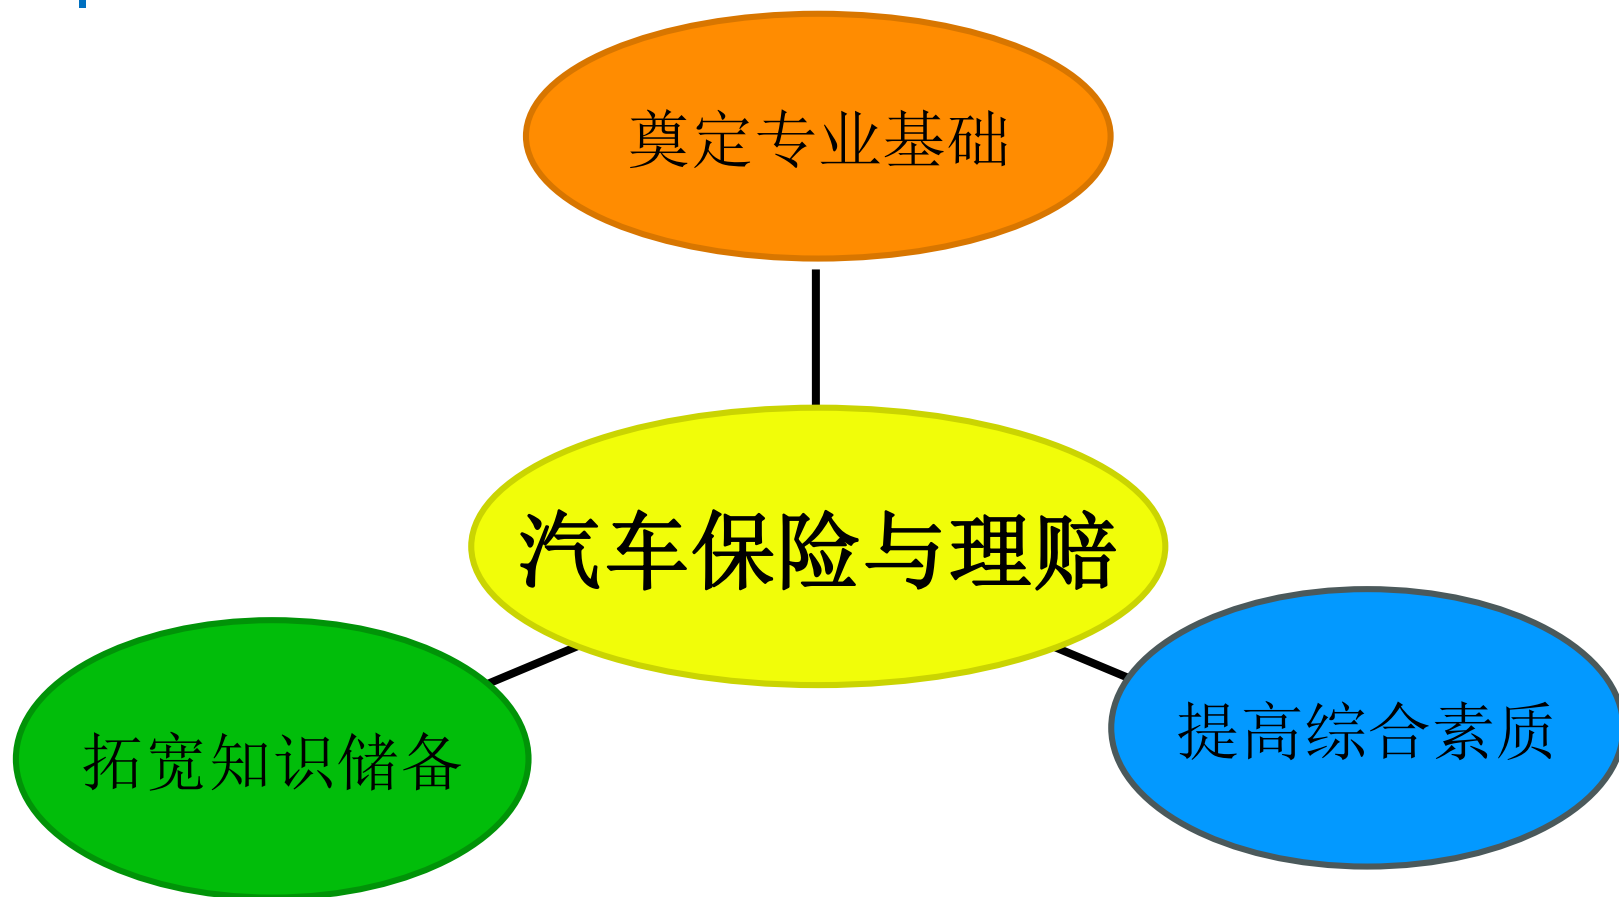 奠定专业基础
汽车保险与理赔
拓宽知识储备
提高综合素质